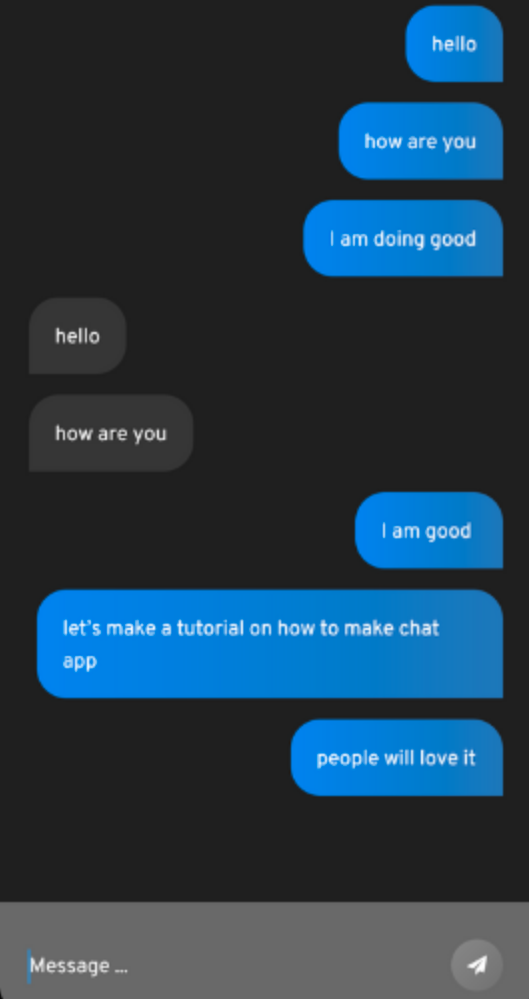 hello
how are you
I am doing good
hello
how are you
I am good
let's make a tutorial on how to make chat
app
people will love it
Message ...